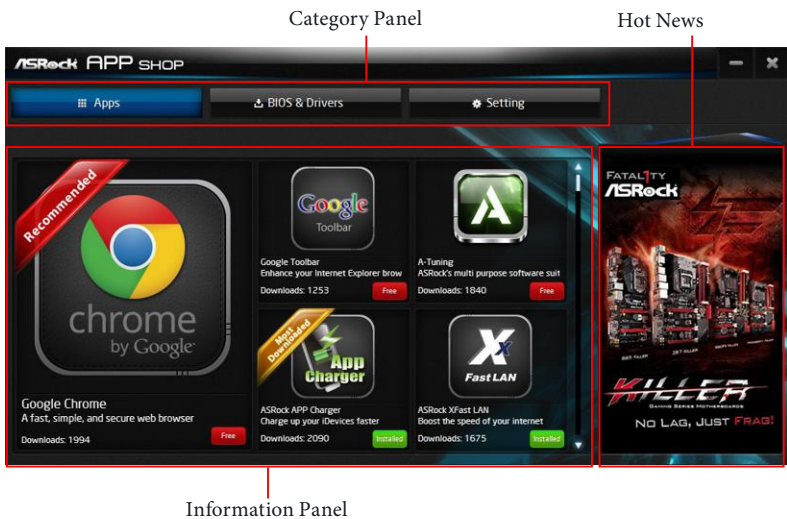 Category Panel
Hot News
ASRock APP SHOP
Apps
BIOS & Drivers
Setting
Recommended
chrome
by Google
Google Chrome
A fast, simple, and secure web browser
Downloads: 1994
Free
Google
Toolbar
Google Toolbar
Enhance your Internet Explorer brow
Downloads: 1253
Free
A
A-Tuning
ASRock's multi purpose software suit
Downloads: 1840
Free
Most
Downloaded
App
Charger
ASRock APP Charger
Charge up your iDevices faster
Downloads: 2090
Installed
Fast LAN
ASRock XFast LAN
Boost the speed of your internet
Downloads: 1675
Installed
FATAL1TY
ASRock
KILLER
GAMING SERIES MOTHERBOARDS
NO LAG, JUST FRAG!
Information Panel